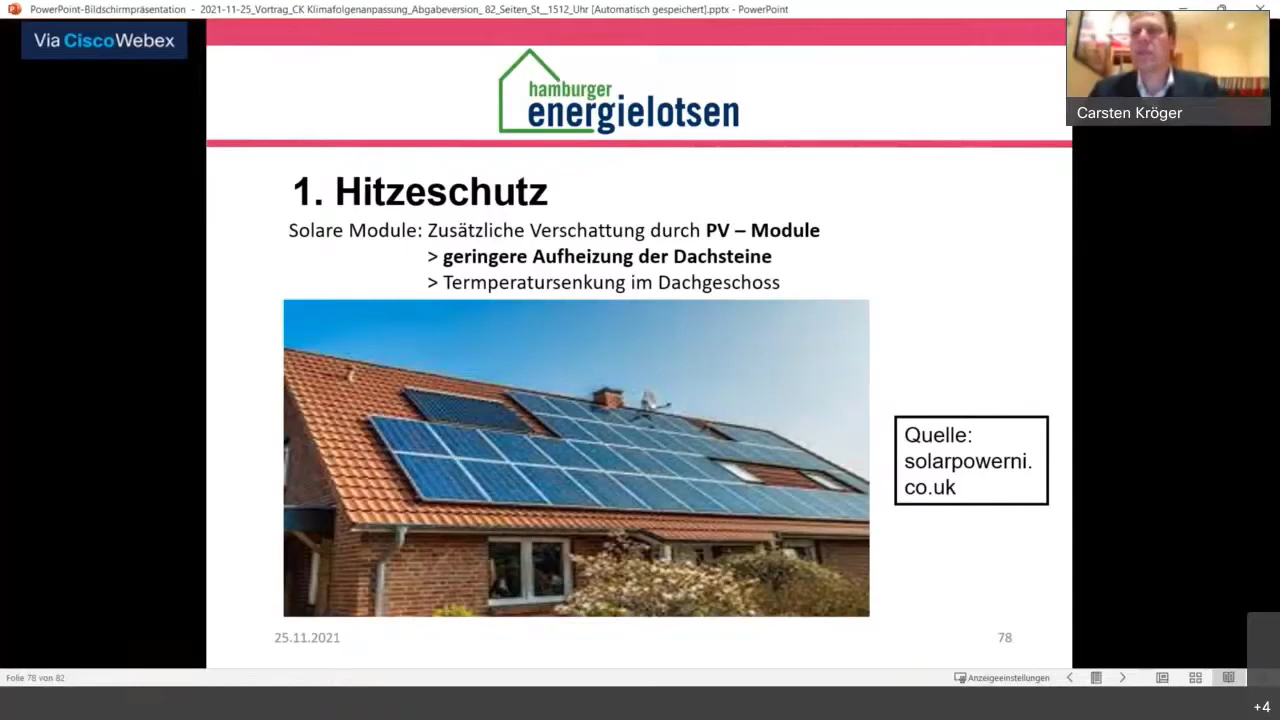 PowerPoint-Bildschirmpräsentation - 2021-11-25_Vortrag_CK Klimafolgenanpassung_Abgabeversion_ 82_Seiten_St__1512_Uhr [Automatisch gespeichert].pptx - PowerPoint
Via CiscoWebex
Carsten Kröger
hamburger
energielotsen
1. Hitzeschutz
Solare Module: Zusätzliche Verschattung durch PV – Module
> geringere Aufheizung der Dachsteine
> Termperatursenkung im Dachgeschoss
Quelle:
solarpowerni.
co.uk
25.11.2021
78
Folie 78 von 82
Anzeigeeinstellungen
+4